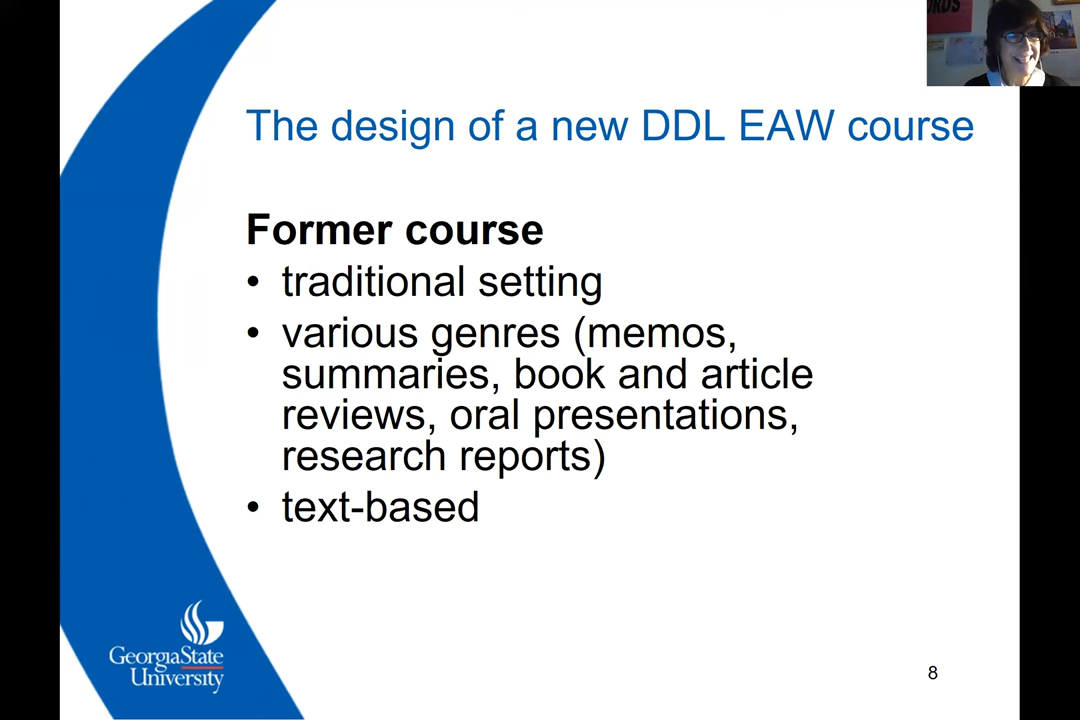 The design of a new DDL EAW course
Former course
• traditional setting
• various genres (memos,
summaries, book and article
reviews, oral presentations,
research reports)
• text-based
GeorgiaState
University
8